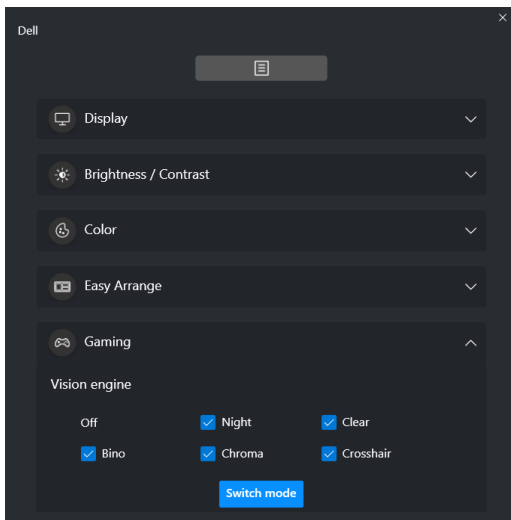 Dell
Display
Brightness / Contrast
Color
Easy Arrange
Gaming
Vision engine
Off Night Clear
Bino Chroma Crosshair
Switch mode